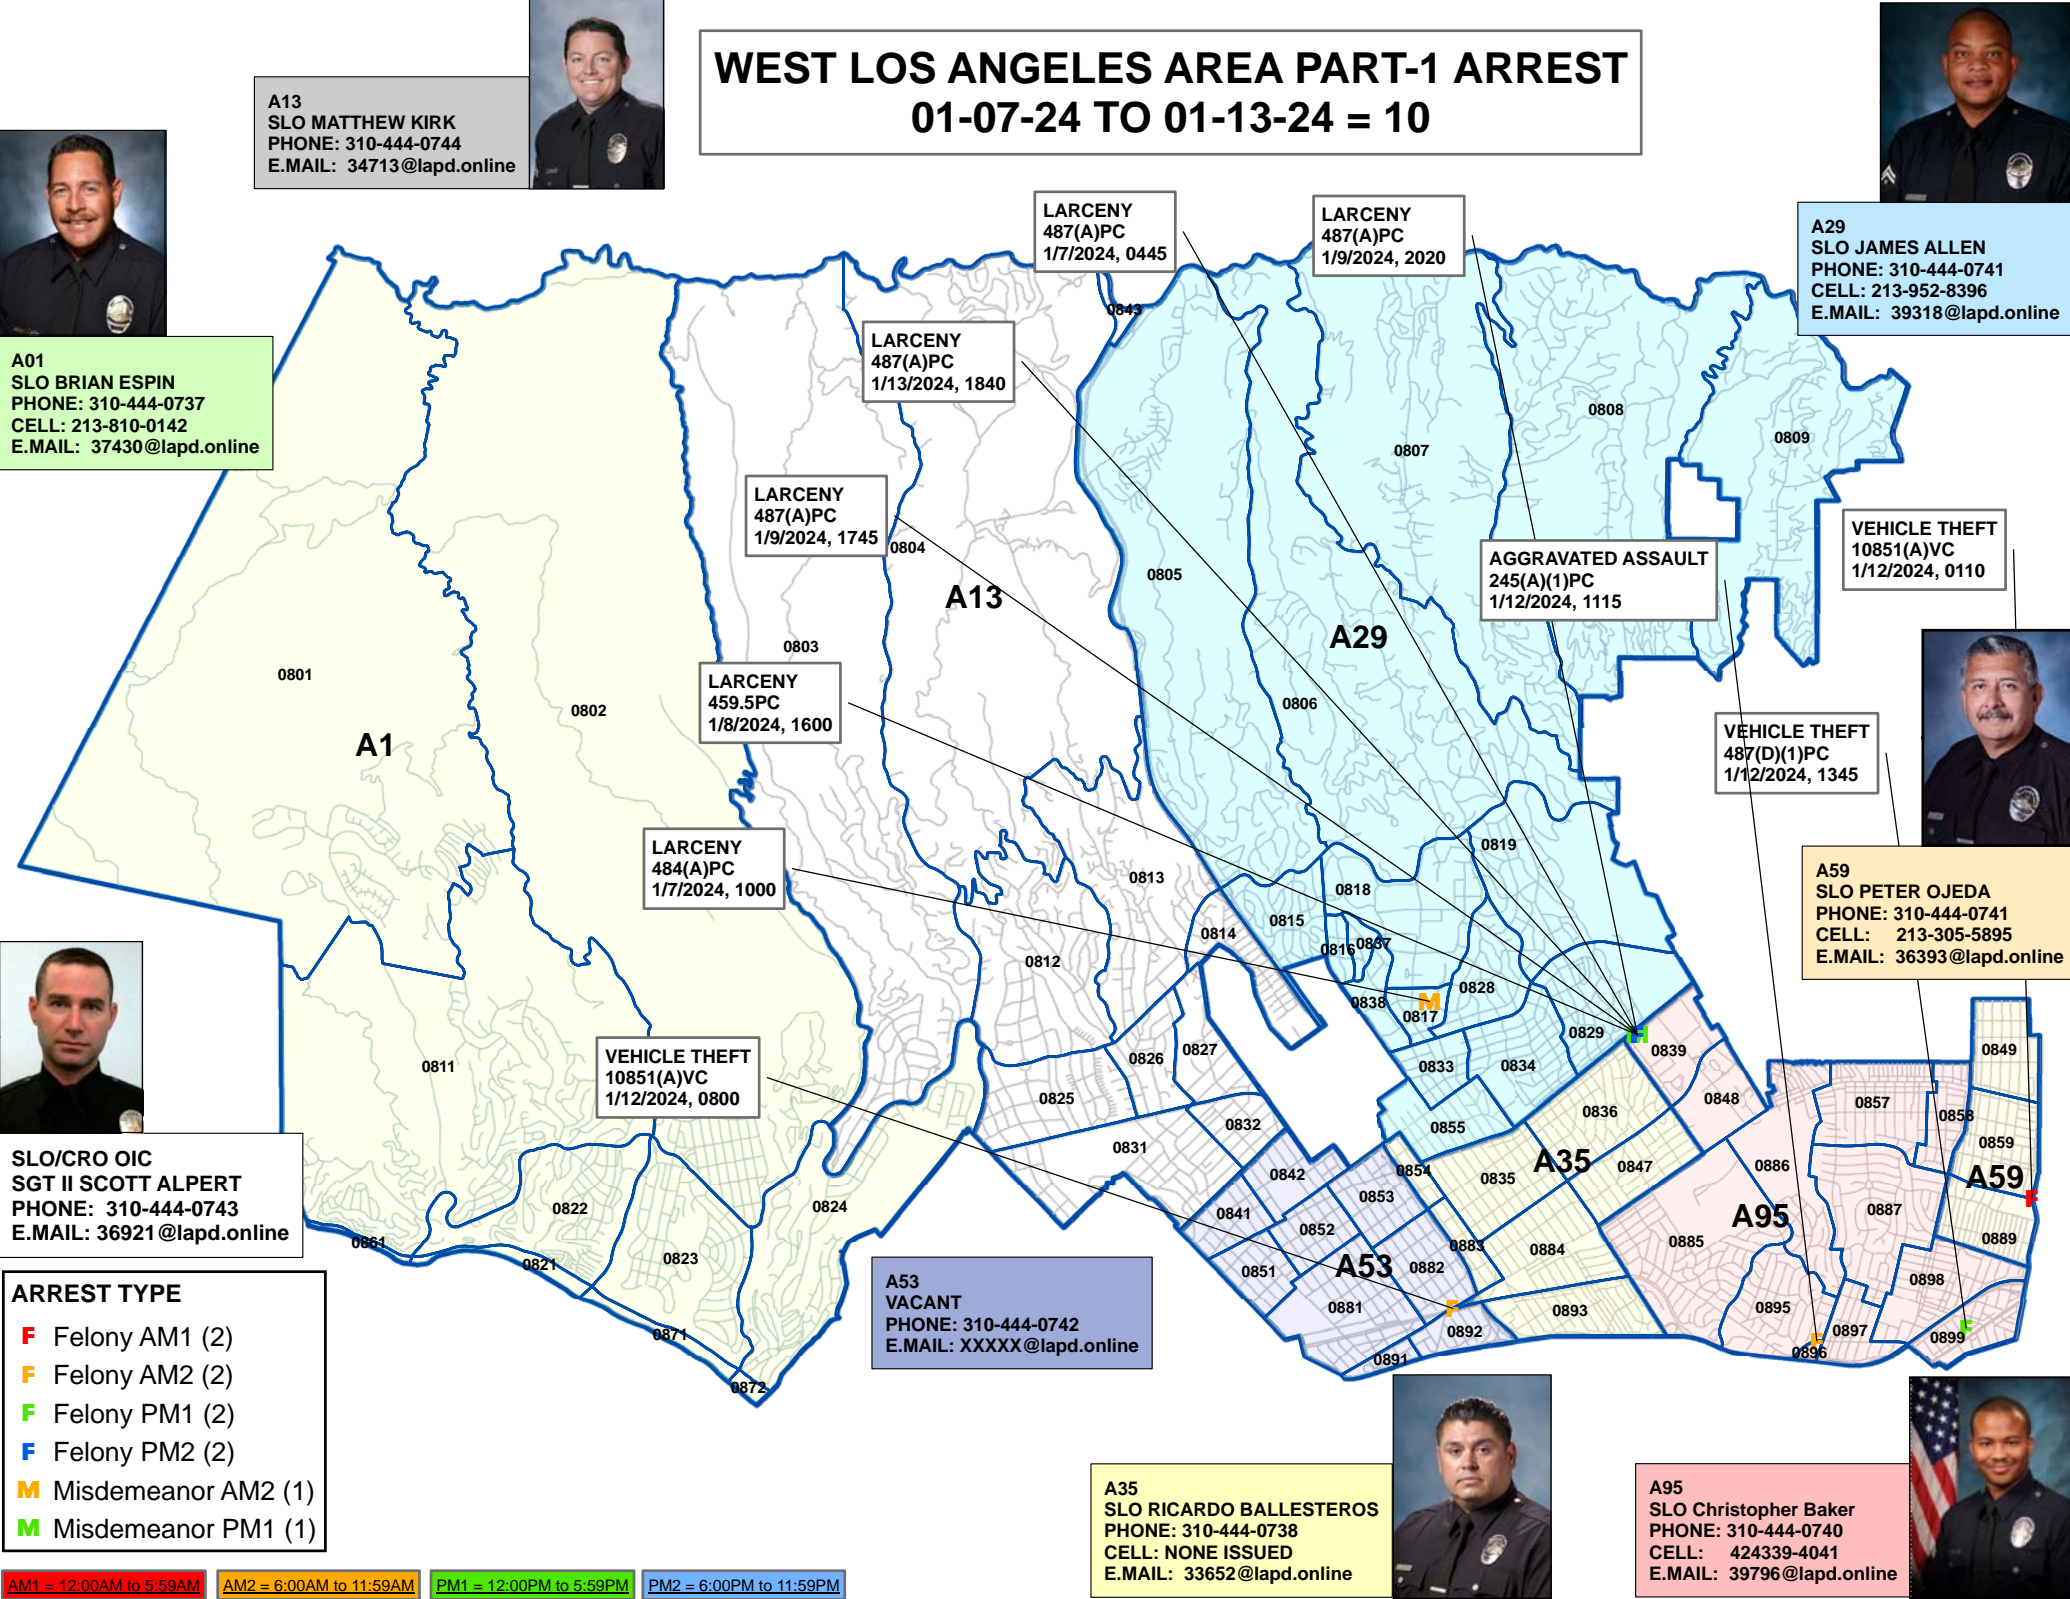 WEST LOS ANGELES AREA PART-1 ARREST
01-07-24 TO 01-13-24 = 10
A13
SLO MATTHEW KIRK
PHONE: 310-444-0744
E.MAIL: 34713@lapd.online
A29
SLO JAMES ALLEN
PHONE: 310-444-0741
CELL: 213-952-8396
E.MAIL: 39318@lapd.online
A01
SLO BRIAN ESPIN
PHONE: 310-444-0737
CELL: 213-810-0142
E.MAIL: 37430@lapd.online
LARCENY
487(A)PC
1/7/2024, 0445
LARCENY
487(A)PC
1/9/2024, 2020
LARCENY
487(A)PC
1/13/2024, 1840
LARCENY
487(A)PC
1/9/2024, 1745
AGGRAVATED ASSAULT
245(A)(1)PC
1/12/2024, 1115
VEHICLE THEFT
10851(A)VC
1/12/2024, 0110
LARCENY
459.5PC
1/8/2024, 1600
VEHICLE THEFT
487(D)(1)PC
1/12/2024, 1345
LARCENY
484(A)PC
1/7/2024, 1000
VEHICLE THEFT
10851(A)VC
1/12/2024, 0800
A59
SLO PETER OJEDA
PHONE: 310-444-0741
CELL: 213-305-5895
E.MAIL: 36393@lapd.online
SLO/CRO OIC
SGT II SCOTT ALPERT
PHONE: 310-444-0743
E.MAIL: 36921@lapd.online
A53
VACANT
PHONE: 310-444-0742
E.MAIL: XXXXX@lapd.online
A35
SLO RICARDO BALLESTEROS
PHONE: 310-444-0738
CELL: NONE ISSUED
E.MAIL: 33652@lapd.online
A95
SLO Christopher Baker
PHONE: 310-444-0740
CELL: 424339-4041
E.MAIL: 39796@lapd.online
0843
0808
0809
0807
0804
0805
A13
A29
0803
0801
0802
0806
A1
0819
0813
0818
0815
0814
0816
0837
0812
0828
0838
M
0817
0829
H
0839
0849
0811
0826
0827
0833
0834
0825
0848
0857
0858
0836
0832
0855
0859
0831
0842
0854
0835
A35
0847
0886
A59
F
0822
0824
0853
0841
0852
A95
0887
0889
0861
0823
0821
0883
0884
0885
0851
A53
0882
0898
0881
F
0893
0895
0871
0892
0897
F
0899
F
0896
0891
0872
ARREST TYPE
F Felony AM1 (2)
F Felony AM2 (2)
F Felony PM1 (2)
F Felony PM2 (2)
M Misdemeanor AM2 (1)
M Misdemeanor PM1 (1)
AM1 = 12:00AM to 5:59AM
AM2 = 6:00AM to 11:59AM
PM1 = 12:00PM to 5:59PM
PM2 = 6:00PM to 11:59PM